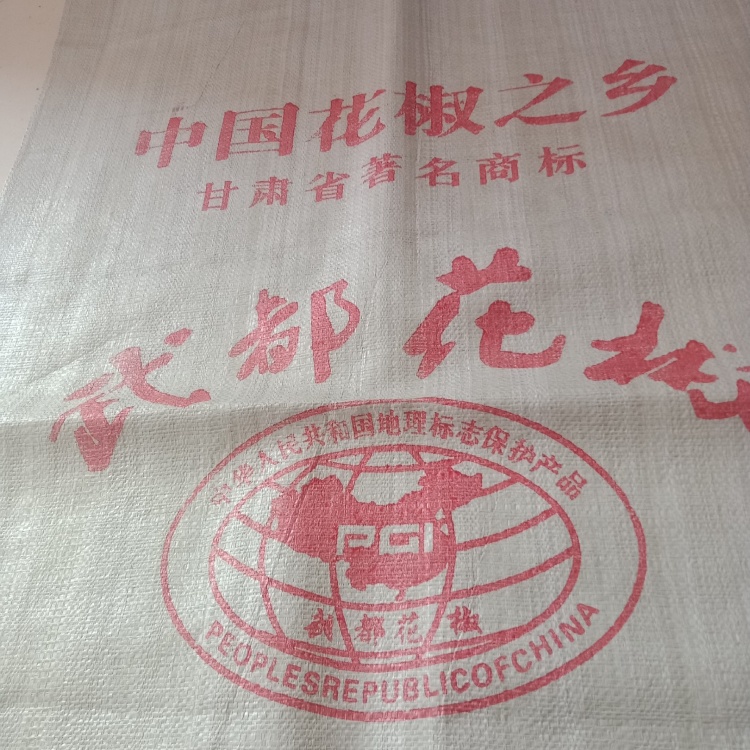 中国花椒之乡
甘肃省著名商标
武都花椒
中华人民共和国地理标志保护产品
PGI
武都花椒
PEOPLESREPUBLICOFCHINA